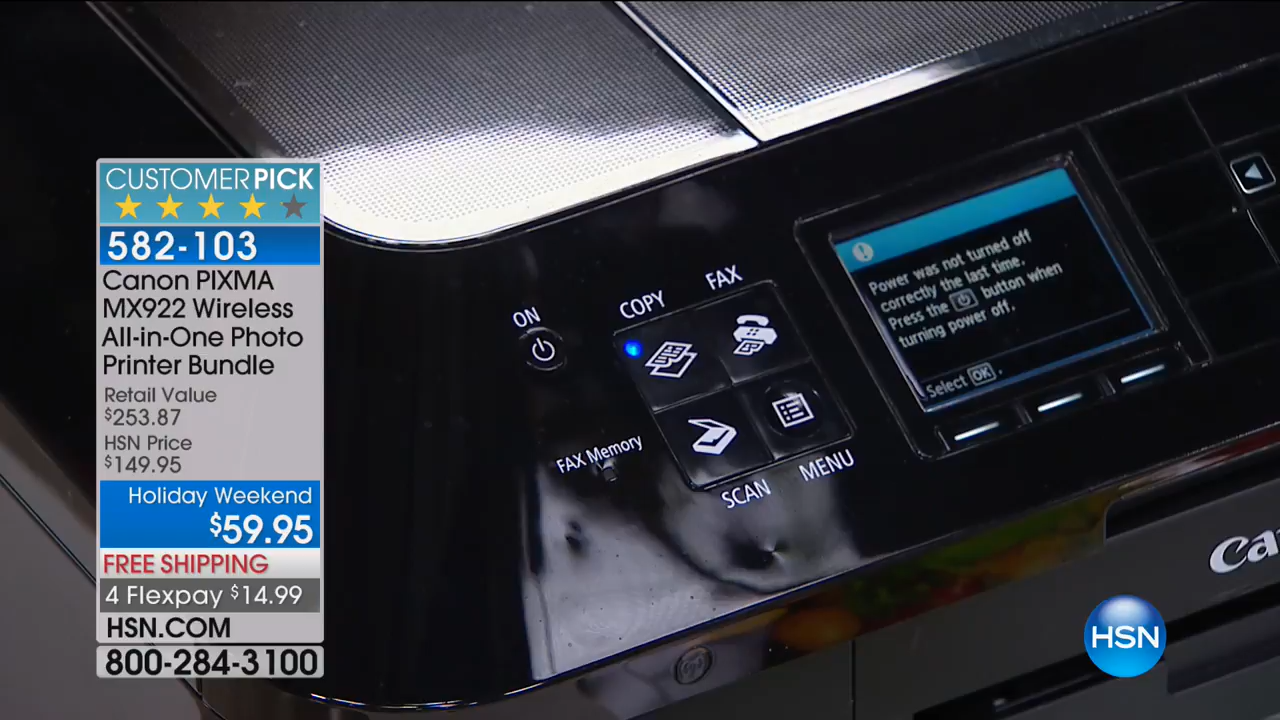 CUSTOMERPICK
582-103
Canon PIXMA
MX922 Wireless
All-in-One Photo
Printer Bundle
Retail Value
$253.87
HSN Price
$149.95
Holiday Weekend
$59.95
FREE SHIPPING
4 Flexpay $14.99
HSN.COM
800-284-3100
ON
COPY
FAX
FAX Memory
SCAN
MENU
Power was not turned off
correctly the last time.
Press the button when
turning power off.
Select OK.
Ca
HSN